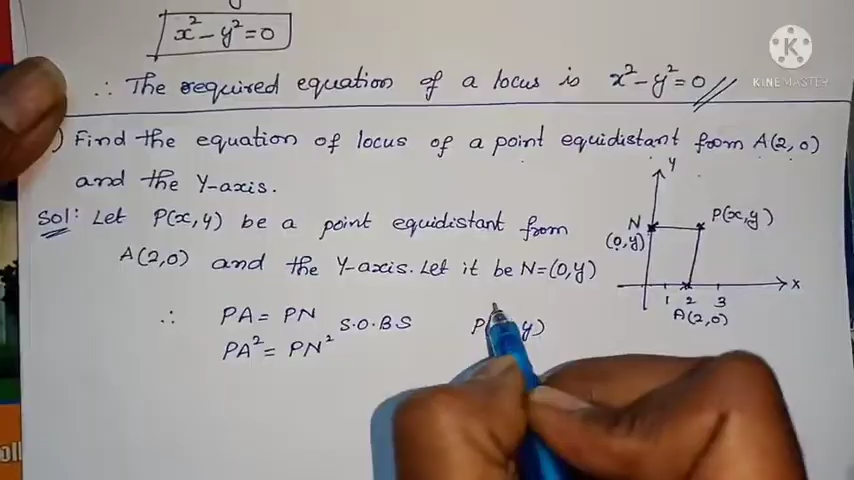 x² - y² = 0
∴ The required equation of a locus is x² - y² = 0
K
KINEMASTER
) Find the equation of locus of a point equidistant from A(2,0)
and the Y-axis.
Sol: Let P(x,y) be a point equidistant from
A(2,0) and the Y-axis. Let it be N=(0,y)
∴ PA = PN S.O.B.S
PA² = PN²
P( y)
Y
N
(0,y)
P(x,y)
1 2 3
X
A(2,0)